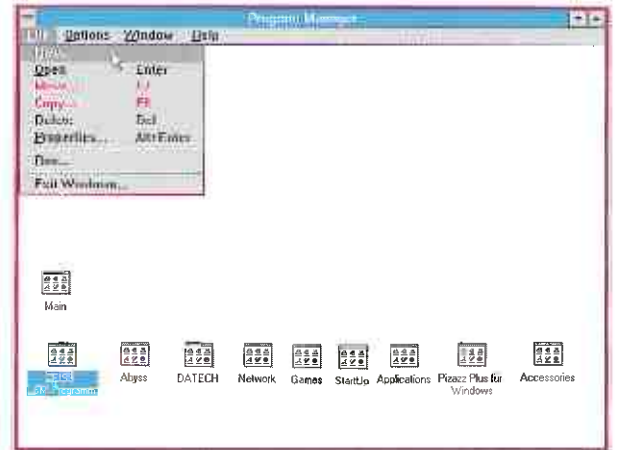 Program Manager
File Options Window Help
New...
Open Enter
Move... F7
Copy... F8
Delete Del
Properties... Alt+Enter
Run...
Exit Windows...
Main
Abyss
DATECH
Network
Games
StartUp
Applications
Pizazz Plus für
Windows
Accessories